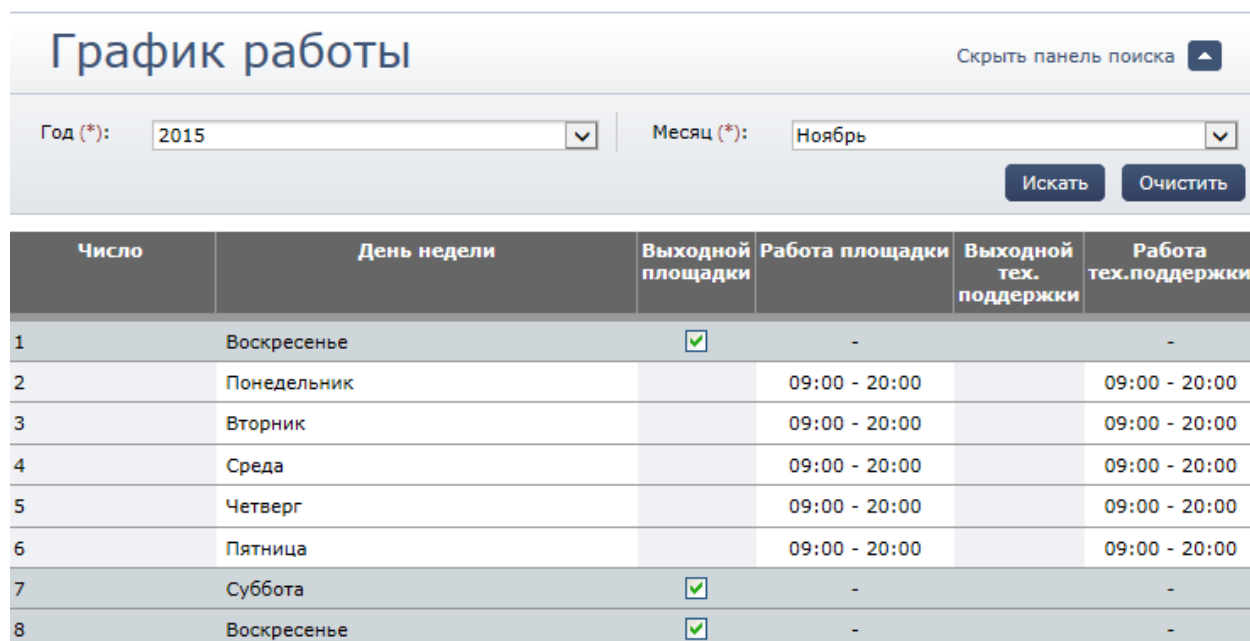 График работы
Скрыть панель поиска
Год (*): 2015 Месяц (*): Ноябрь
Искать Очистить
Число День недели Выходной площадки Работа площадки Выходной тех. поддержки Работа тех.поддержки
1 Воскресенье - -
2 Понедельник 09:00 - 20:00 09:00 - 20:00
3 Вторник 09:00 - 20:00 09:00 - 20:00
4 Среда 09:00 - 20:00 09:00 - 20:00
5 Четверг 09:00 - 20:00 09:00 - 20:00
6 Пятница 09:00 - 20:00 09:00 - 20:00
7 Суббота - -
8 Воскресенье - -